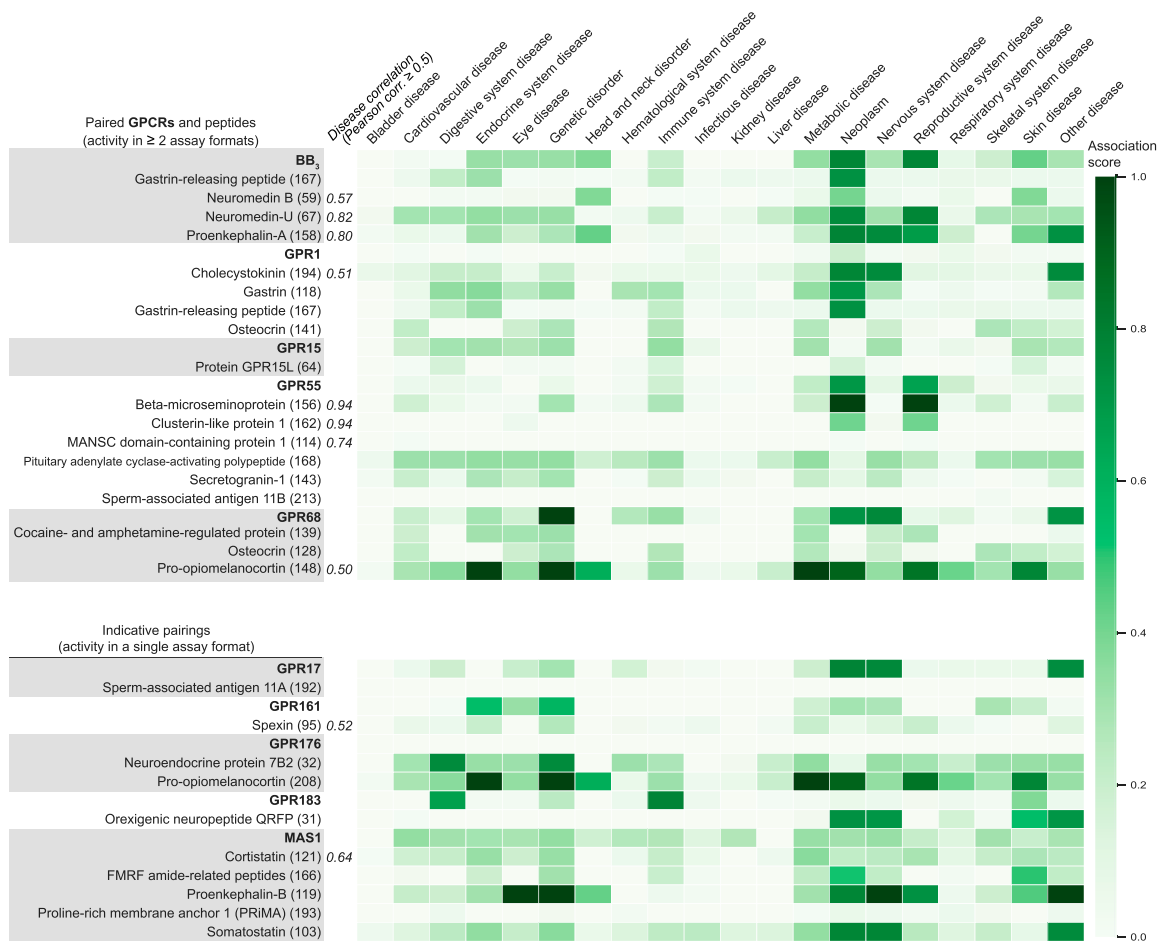 Disease correlation
(Pearson corr. ≥ 0.5)
Bladder disease
Cardiovascular disease
Digestive system disease
Endocrine system disease
Eye disease
Genetic disorder
Head and neck disorder
Hematological system disease
Immune system disease
Infectious disease
Kidney disease
Liver disease
Metabolic disease
Neoplasm
Nervous system disease
Reproductive system disease
Respiratory system disease
Skeletal system disease
Skin disease
Other disease
Paired GPCRs and peptides
(activity in ≥ 2 assay formats)
BB3
Gastrin-releasing peptide (167)
Neuromedin B (59) 0.57
Neuromedin-U (67) 0.82
Proenkephalin-A (158) 0.80
GPR1
Cholecystokinin (194) 0.51
Gastrin (118)
Gastrin-releasing peptide (167)
Osteocrin (141)
GPR15
Protein GPR15L (64)
GPR55
Beta-microseminoprotein (156) 0.94
Clusterin-like protein 1 (162) 0.94
MANSC domain-containing protein 1 (114) 0.74
Pituitary adenylate cyclase-activating polypeptide (168)
Secretogranin-1 (143)
Sperm-associated antigen 11B (213)
GPR68
Cocaine- and amphetamine-regulated protein (139)
Osteocrin (128)
Pro-opiomelanocortin (148) 0.50
Indicative pairings
(activity in a single assay format)
GPR17
Sperm-associated antigen 11A (192)
GPR161
Spexin (95) 0.52
GPR176
Neuroendocrine protein 7B2 (32)
Pro-opiomelanocortin (208)
GPR183
Orexigenic neuropeptide QRFP (31)
MAS1
Cortistatin (121) 0.64
FMRF amide-related peptides (166)
Proenkephalin-B (119)
Proline-rich membrane anchor 1 (PRiMA) (193)
Somatostatin (103)
Association
score
1.0
0.8
0.6
0.4
0.2
0.0